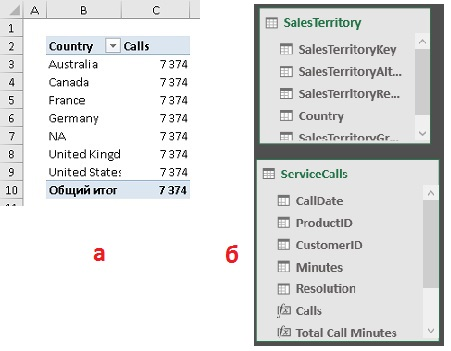 B C
1
2 Country Calls
3 Australia 7 374
4 Canada 7 374
5 France 7 374
6 Germany 7 374
7 NA 7 374
8 United Kingd 7 374
9 United States 7 374
10 Общий итог 7 374
а
SalesTerritory
SalesTerritoryKey
SalesTerritoryAlt...
SalesTerritoryRe...
Country
SalesTerritoryGr...
б
ServiceCalls
CallDate
ProductID
CustomerID
Minutes
Resolution
fx Calls
fx Total Call Minutes